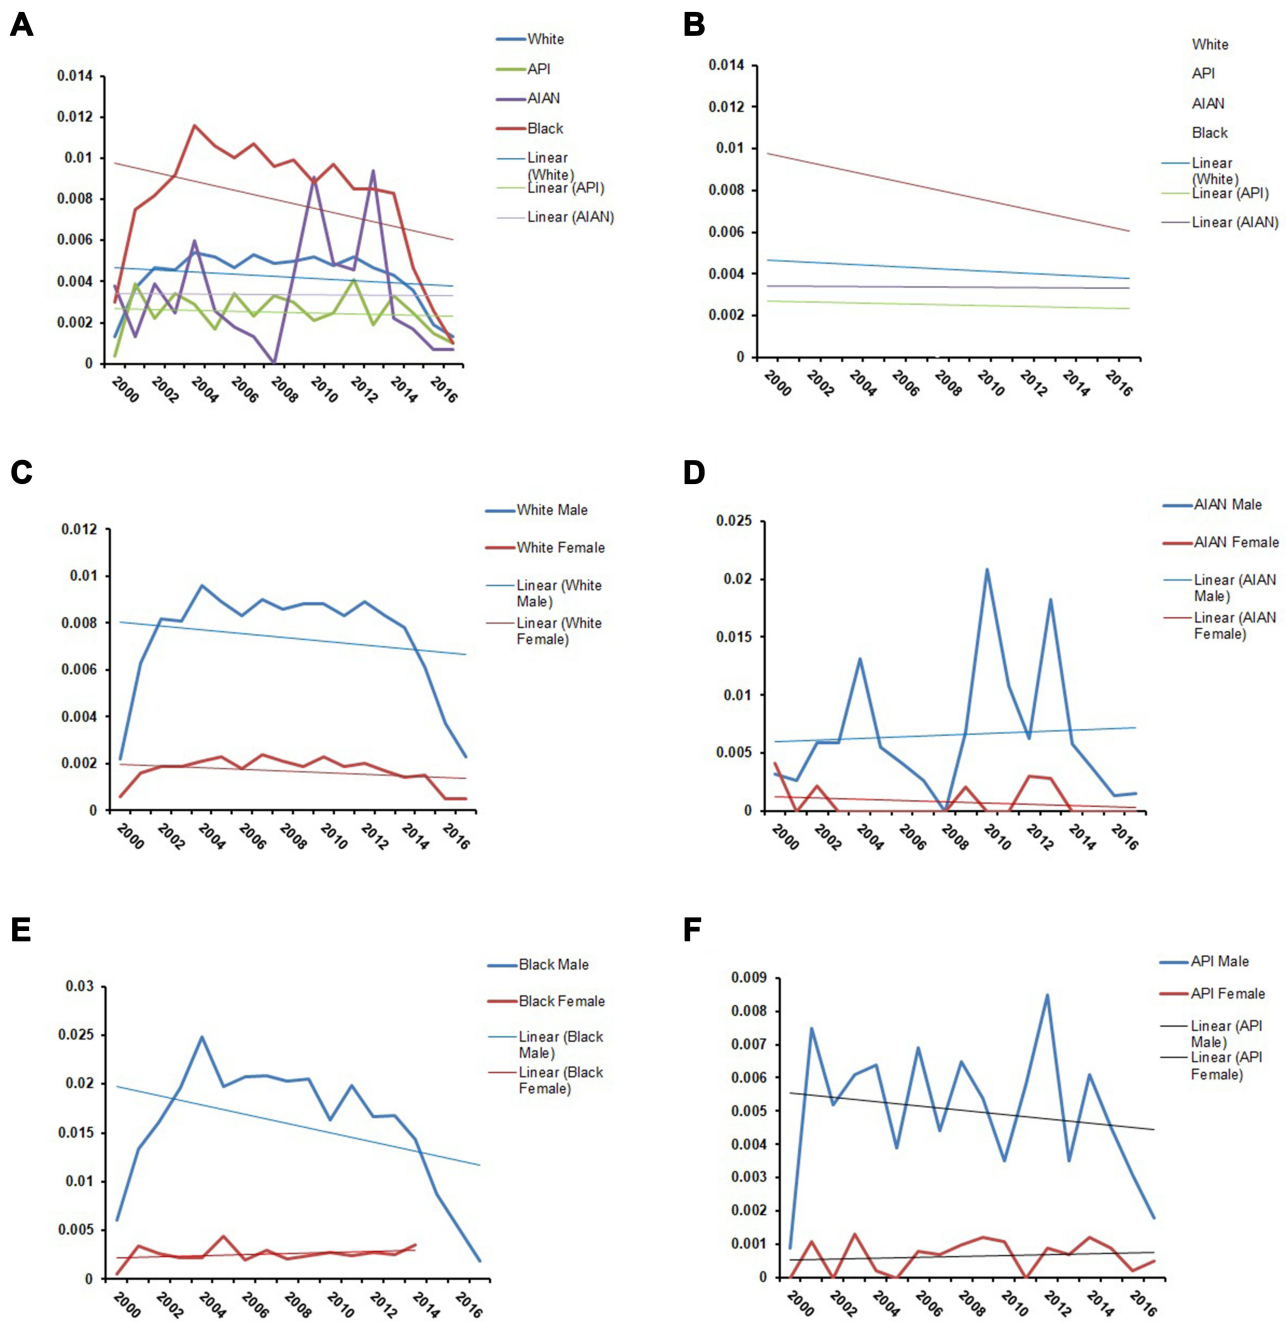 A
White
API
AIAN
Black
Linear
(White)
Linear (API)
Linear (AIAN)
0.014
0.012
0.01
0.008
0.006
0.004
0.002
0
2000
2002
2004
2006
2008
2010
2012
2014
2016
B
White
API
AIAN
Black
Linear
(White)
Linear (API)
Linear (AIAN)
0.014
0.012
0.01
0.008
0.006
0.004
0.002
0
2000
2002
2004
2006
2008
2010
2012
2014
2016
C
White Male
White Female
Linear (White
Male)
Linear (White
Female)
0.012
0.01
0.008
0.006
0.004
0.002
0
2000
2002
2004
2006
2008
2010
2012
2014
2016
D
AIAN Male
AIAN Female
Linear (AIAN
Male)
Linear (AIAN
Female)
0.025
0.02
0.015
0.01
0.005
0
2000
2002
2004
2006
2008
2010
2012
2014
2016
E
Black Male
Black Female
Linear (Black
Male)
Linear (Black
Female)
0.03
0.025
0.02
0.015
0.01
0.005
0
2000
2002
2004
2006
2008
2010
2012
2014
2016
F
API Male
API Female
Linear (API
Male)
Linear (API
Female)
0.009
0.008
0.007
0.006
0.005
0.004
0.003
0.002
0.001
0
2000
2002
2004
2006
2008
2010
2012
2014
2016